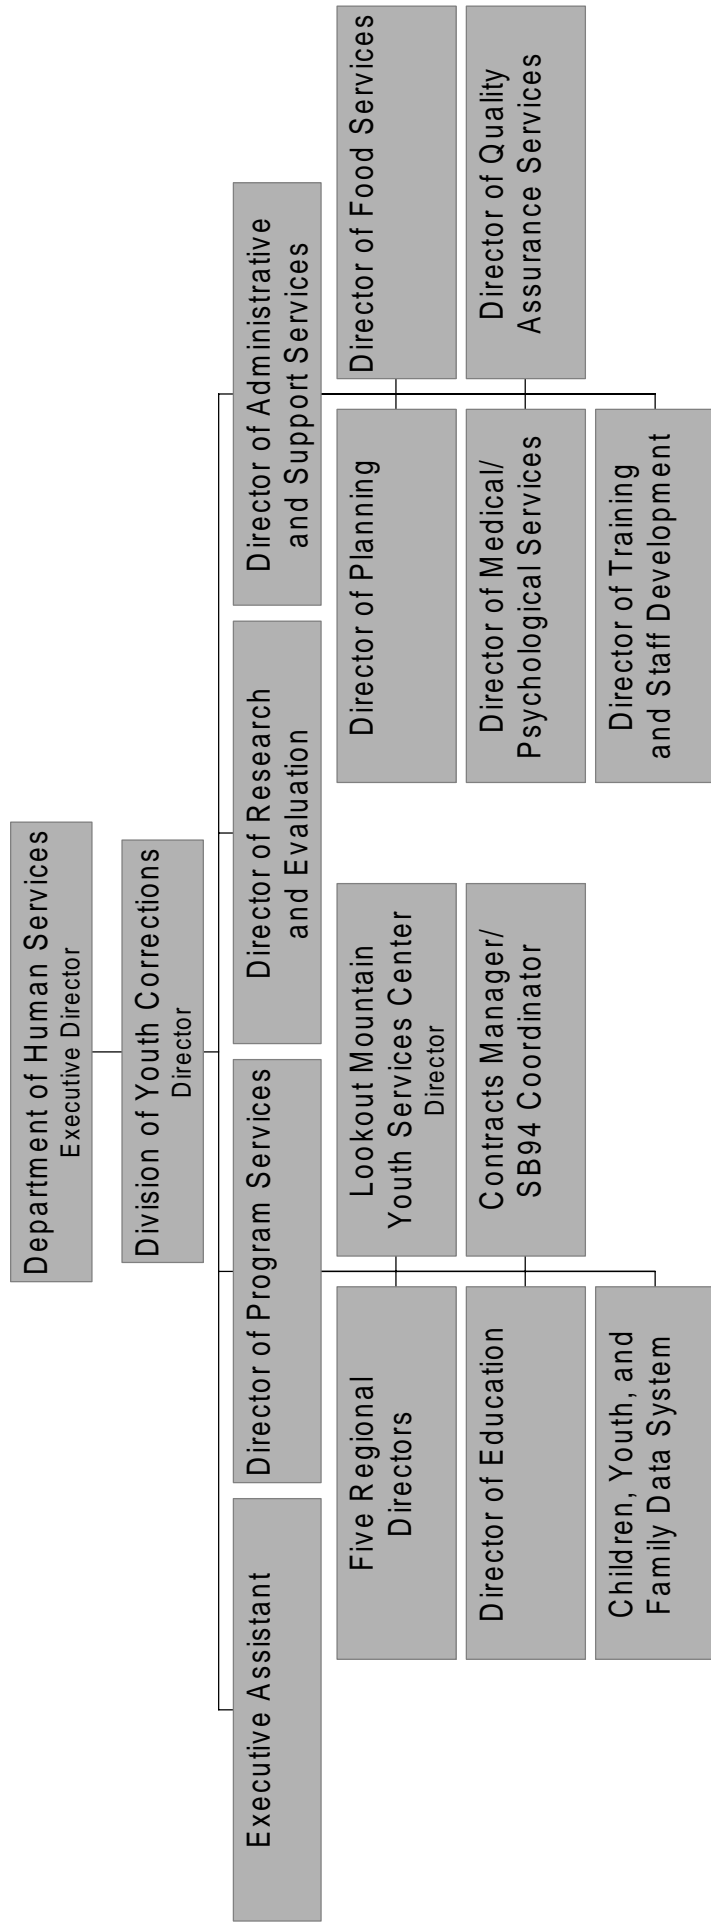 Department of Human Services
Executive Director
Division of Youth Corrections
Director
Executive Assistant
Director of Program Services
Director of Research
and Evaluation
Director of Administrative
and Support Services
Five Regional
Directors
Lookout Mountain
Youth Services Center
Director
Director of Education
Contracts Manager/
SB94 Coordinator
Children, Youth, and
Family Data System
Director of Planning
Director of Food Services
Director of Medical/
Psychological Services
Director of Quality
Assurance Services
Director of Training
and Staff Development